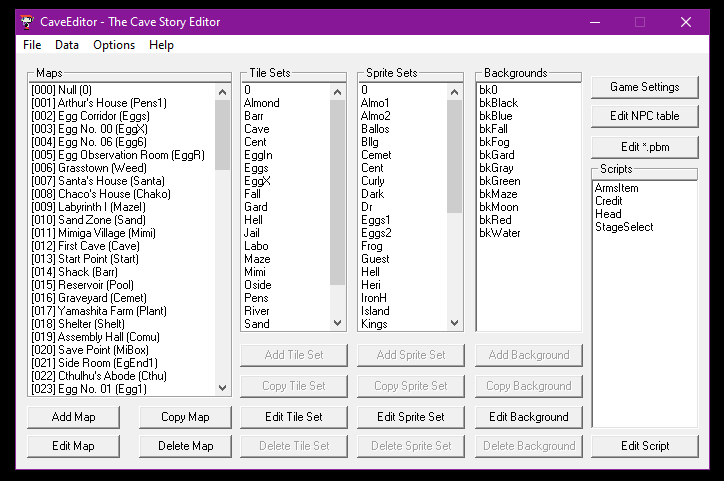 CaveEditor - The Cave Story Editor
File Data Options Help
Maps
[000] Null (0)
[001] Arthur's House (Pens1)
[002] Egg Corridor (Eggs)
[003] Egg No. 00 (EggX)
[004] Egg No. 06 (Egg6)
[005] Egg Observation Room (EggR)
[006] Grasstown (Weed)
[007] Santa's House (Santa)
[008] Chaco's House (Chako)
[009] Labyrinth I (MazeI)
[010] Sand Zone (Sand)
[011] Mimiga Village (Mimi)
[012] First Cave (Cave)
[013] Start Point (Start)
[014] Shack (Barr)
[015] Reservoir (Pool)
[016] Graveyard (Cemet)
[017] Yamashita Farm (Plant)
[018] Shelter (Shelt)
[019] Assembly Hall (Comu)
[020] Save Point (MiBox)
[021] Side Room (EgEnd1)
[022] Cthulhu's Abode (Cthu)
[023] Egg No. 01 (Egg1)
Add Map
Copy Map
Edit Map
Delete Map
Tile Sets
0
Almond
Barr
Cave
Cent
EggIn
Eggs
EggX
Fall
Gard
Hell
Jail
Labo
Maze
Mimi
Oside
Pens
River
Sand
Add Tile Set
Copy Tile Set
Edit Tile Set
Delete Tile Set
Sprite Sets
0
Almo1
Almo2
Ballos
Bllg
Cemet
Cent
Curly
Dark
Dr
Eggs1
Eggs2
Frog
Guest
Hell
Heri
IronH
Island
Kings
Add Sprite Set
Copy Sprite Set
Edit Sprite Set
Delete Sprite Set
Backgrounds
bk0
bkBlack
bkBlue
bkFall
bkFog
bkGard
bkGray
bkGreen
bkMaze
bkMoon
bkRed
bkWater
Add Background
Copy Background
Edit Background
Delete Background
Game Settings
Edit NPC table
Edit *.pbm
Scripts
ArmsItem
Credit
Head
StageSelect
Edit Script